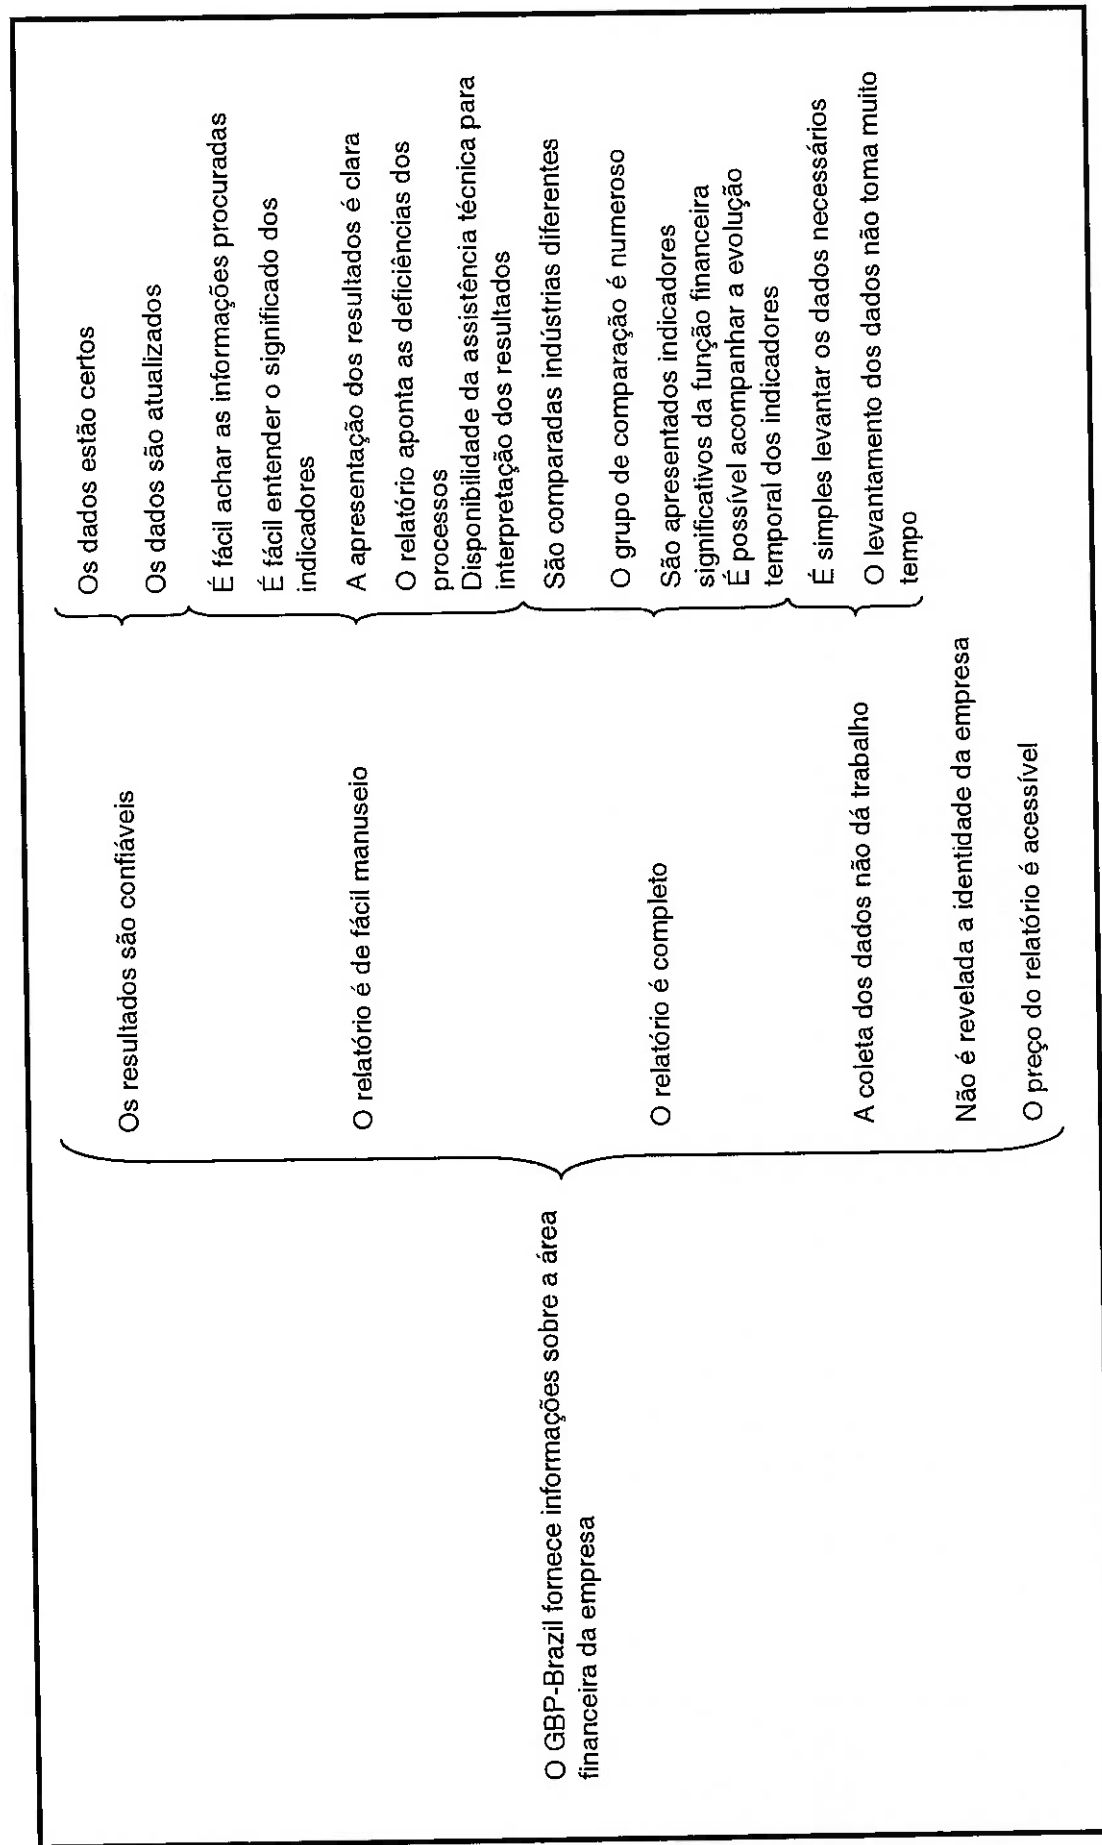 O GBP-Brazil fornece informações sobre a área
financeira da empresa
Os resultados são confiáveis
Os dados estão certos
Os dados são atualizados
O relatório é de fácil manuseio
É fácil achar as informações procuradas
É fácil entender o significado dos
indicadores
A apresentação dos resultados é clara
O relatório aponta as deficiências dos
processos
Disponibilidade da assistência técnica para
interpretação dos resultados
O relatório é completo
São comparadas indústrias diferentes
O grupo de comparação é numeroso
São apresentados indicadores
significativos da função financeira
É possível acompanhar a evolução
temporal dos indicadores
A coleta dos dados não dá trabalho
É simples levantar os dados necessários
O levantamento dos dados não toma muito
tempo
Não é revelada a identidade da empresa
O preço do relatório é acessível